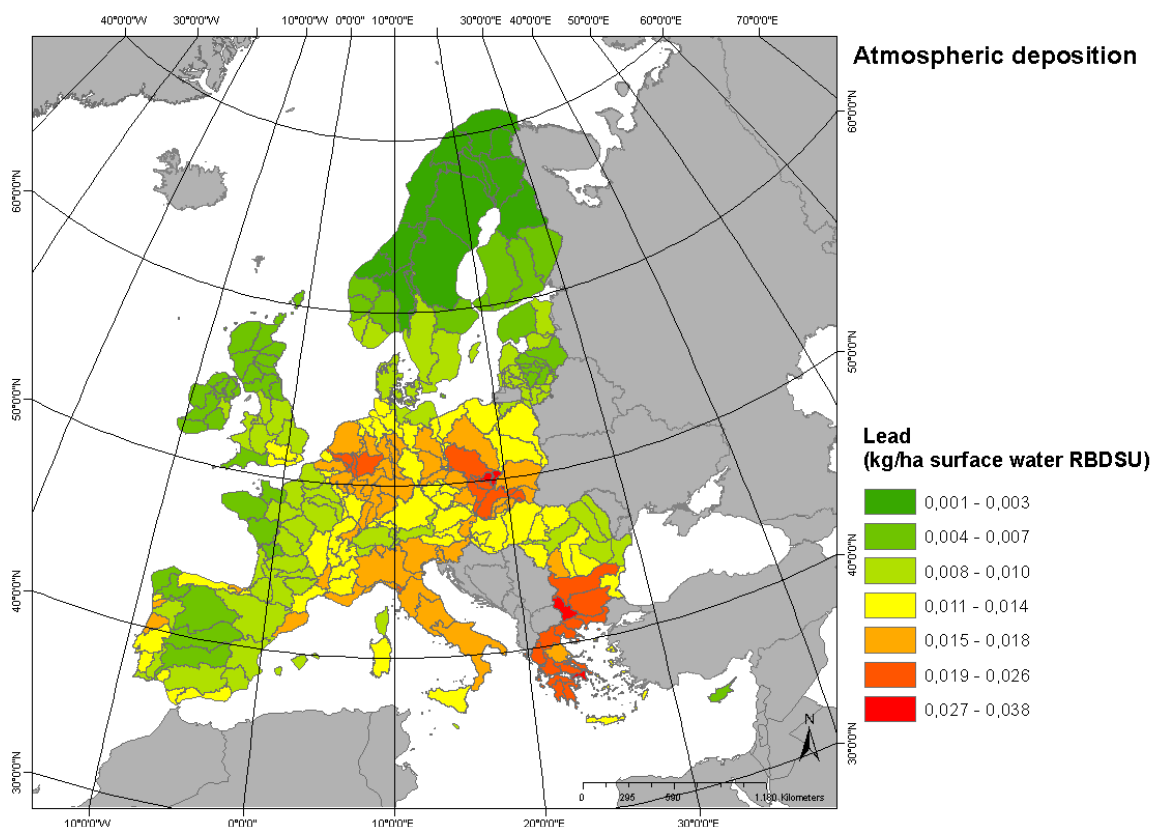 40°0'0"W 30°0'0"W 10°0'0"W 0°0'0" 10°0'0"E 30°0'0"E 40°0'0"E 50°0'0"E 60°0'0"E 70°0'0"E
Atmospheric deposition
60°0'0"N
60°0'0"N
50°0'0"N
50°0'0"N
40°0'0"N
40°0'0"N
30°0'0"N
30°0'0"N
Lead
(kg/ha surface water RBDSU)
0,001 - 0,003
0,004 - 0,007
0,008 - 0,010
0,011 - 0,014
0,015 - 0,018
0,019 - 0,026
0,027 - 0,038
N
0 295 590 1.180 Kilometers
10°0'0"W 0°0'0" 10°0'0"E 20°0'0"E 30°0'0"E